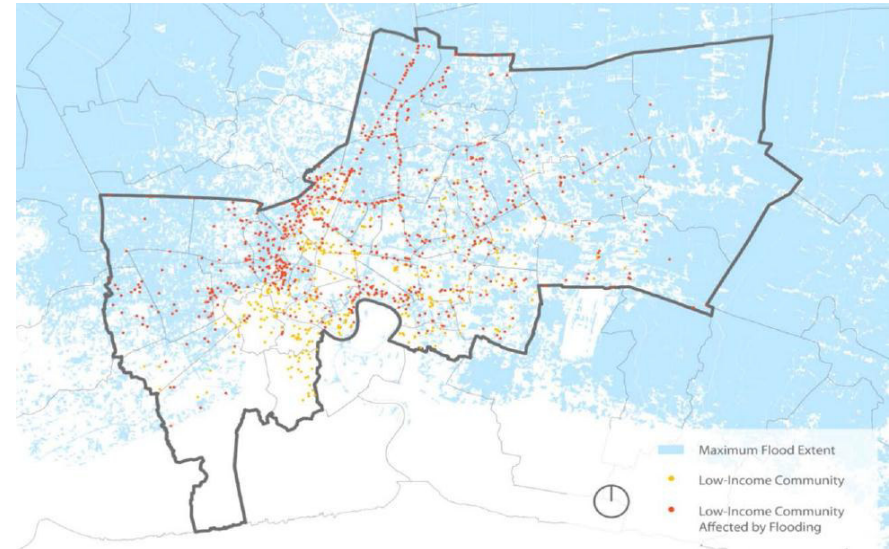 Maximum Flood Extent
Low-Income Community
Low-Income Community
Affected by Flooding